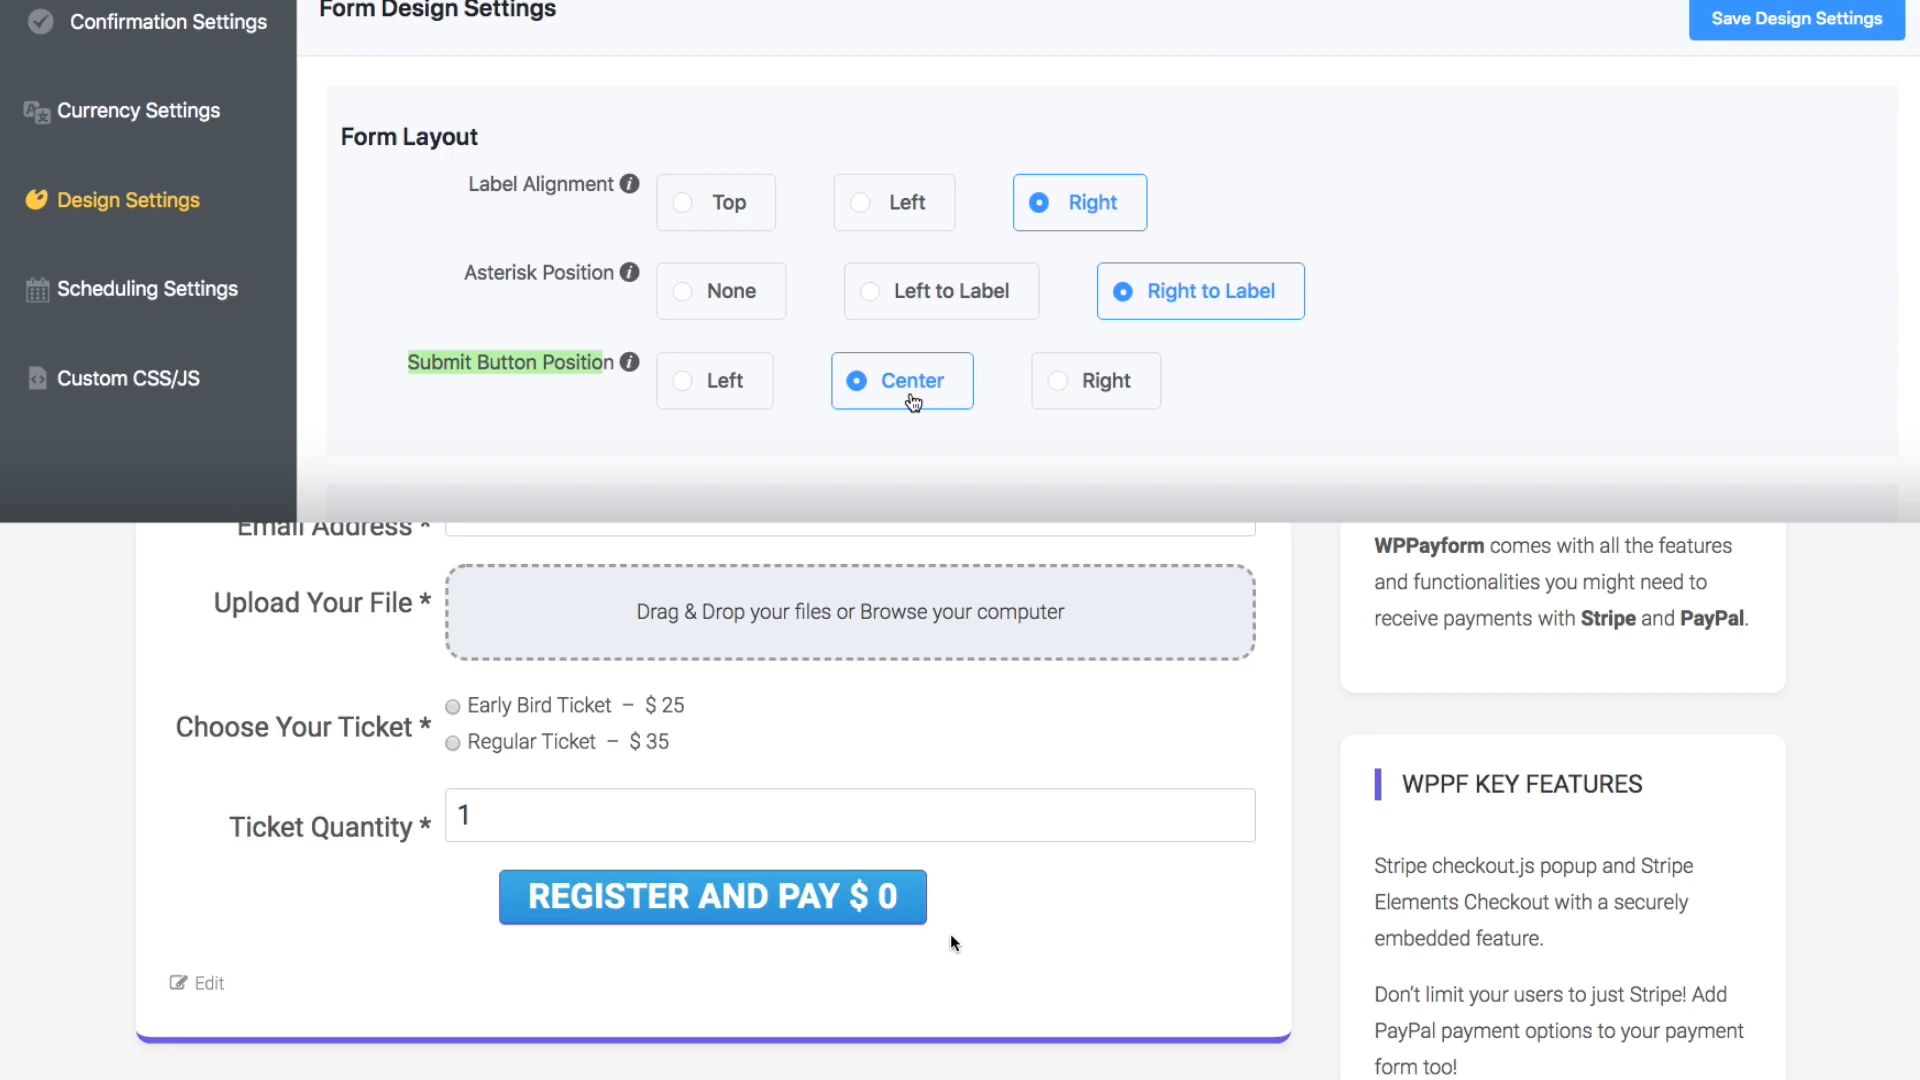 Confirmation Settings
Form Design Settings
Save Design Settings
Currency Settings
Form Layout
Label Alignment
Top
Left
Right
Design Settings
Asterisk Position
None
Left to Label
Right to Label
Scheduling Settings
Submit Button Position
Left
Center
Right
Custom CSS/JS
Email Address *
Upload Your File *
Drag & Drop your files or Browse your computer
Choose Your Ticket *
Early Bird Ticket – $ 25
Regular Ticket – $ 35
Ticket Quantity *
1
REGISTER AND PAY $ 0
Edit
WPPayform comes with all the features
and functionalities you might need to
receive payments with Stripe and PayPal.
WPPF KEY FEATURES
Stripe checkout.js popup and Stripe
Elements Checkout with a securely
embedded feature.
Don't limit your users to just Stripe! Add
PayPal payment options to your payment
form too!